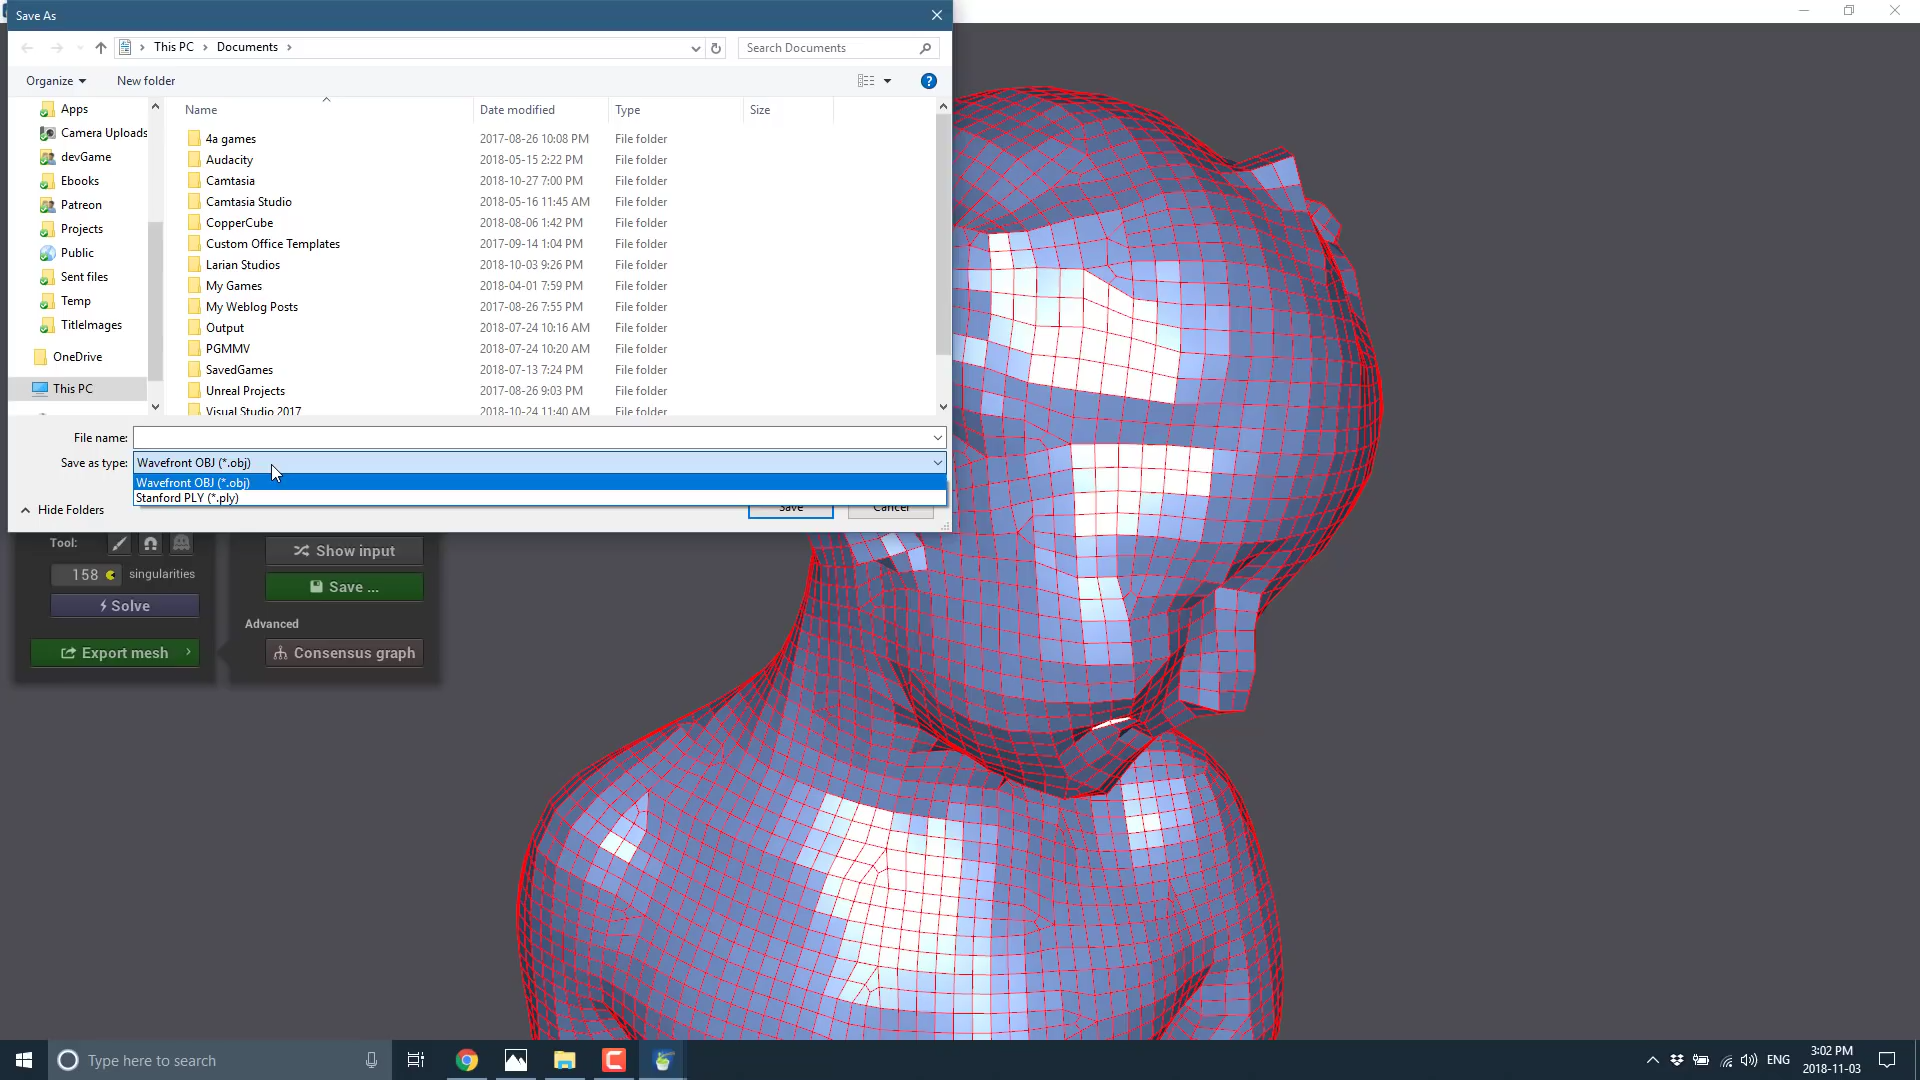 Save As
This PC
Documents
Search Documents
Organize
New folder
Name
Date modified
Type
Size
Apps
Camera Uploads
devGame
Ebooks
Patreon
Projects
Public
Sent files
Temp
TitleImages
OneDrive
This PC
4a games 2017-08-26 10:08 PM File folder
Audacity 2018-05-15 2:22 PM File folder
Camtasia 2018-10-27 7:00 PM File folder
Camtasia Studio 2018-05-16 11:45 AM File folder
CopperCube 2018-08-06 1:42 PM File folder
Custom Office Templates 2017-09-14 1:04 PM File folder
Larian Studios 2018-10-03 9:26 PM File folder
My Games 2018-04-01 7:59 PM File folder
My Weblog Posts 2017-08-26 7:55 PM File folder
Output 2018-07-24 10:16 AM File folder
PGMMV 2018-07-24 10:20 AM File folder
SavedGames 2018-07-13 7:24 PM File folder
Unreal Projects 2017-08-26 9:03 PM File folder
Visual Studio 2017 2018-10-24 11:40 AM File folder
File name:
Save as type: Wavefront OBJ (*.obj)
Wavefront OBJ (*.obj)
Stanford PLY (*.ply)
Hide Folders
Save
Cancel
Tool:
158 singularities
Solve
Export mesh
Show input
Save ...
Advanced
Consensus graph
Type here to search
ENG
3:02 PM
2018-11-03